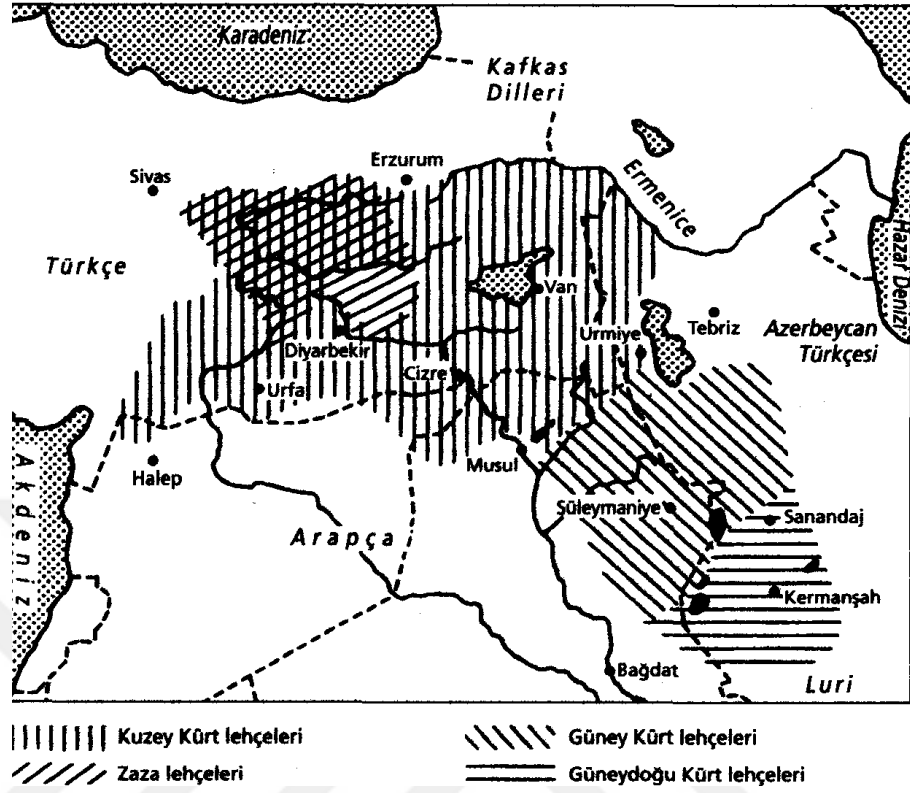 Karadeniz
Kafkas
Dilleri
Erzurum
Sivas
Ermenice
Hazar Denizi
Türkçe
Van
Urmiye
Tebriz
Azerbeycan
Türkçesi
Diyarbekir
Cizre
Urfa
Musul
Halep
Akdeniz
Süleymaniye
Sanandaj
Arapça
Kermanşah
Bağdat
Luri
Kuzey Kürt lehçeleri
Güney Kürt lehçeleri
Zaza lehçeleri
Güneydoğu Kürt lehçeleri